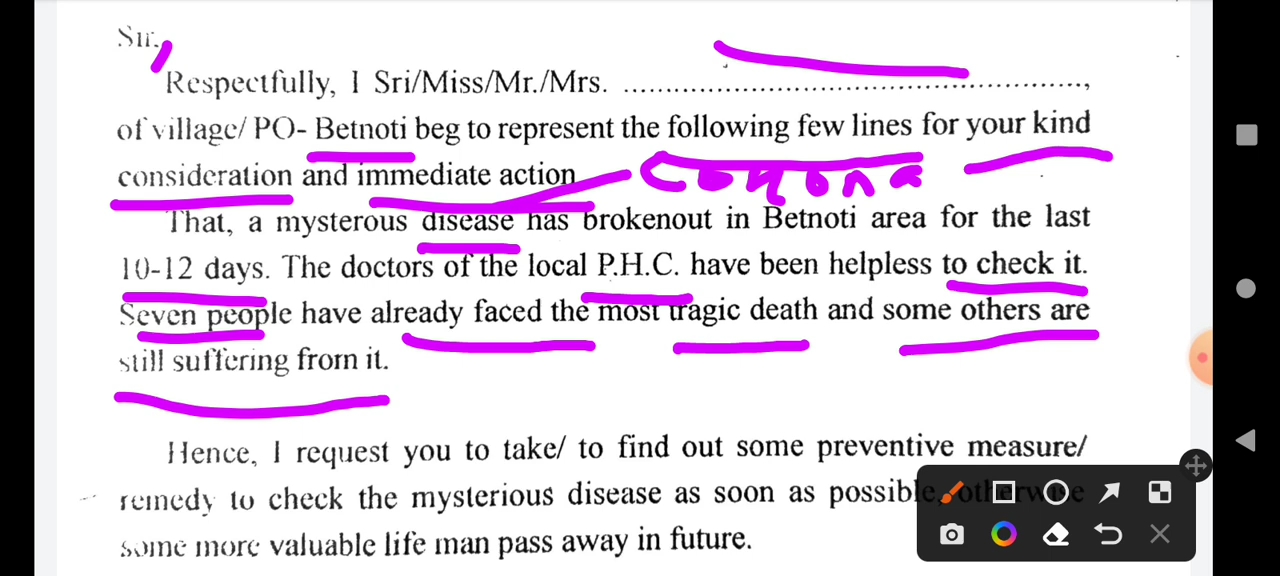 Sir,
Respectfully, I Sri/Miss/Mr./Mrs. ............................................................,
of village/ PO- Betnoti beg to represent the following few lines for your kind
consideration and immediate action
Corona
That, a mysterous disease has brokenout in Betnoti area for the last
10-12 days. The doctors of the local P.H.C. have been helpless to check it.
Seven people have already faced the most tragic death and some others are
still suffering from it.
Hence, I request you to take/ to find out some preventive measure/
remedy to check the mysterious disease as soon as possible, otherwise
some more valuable life man pass away in future.